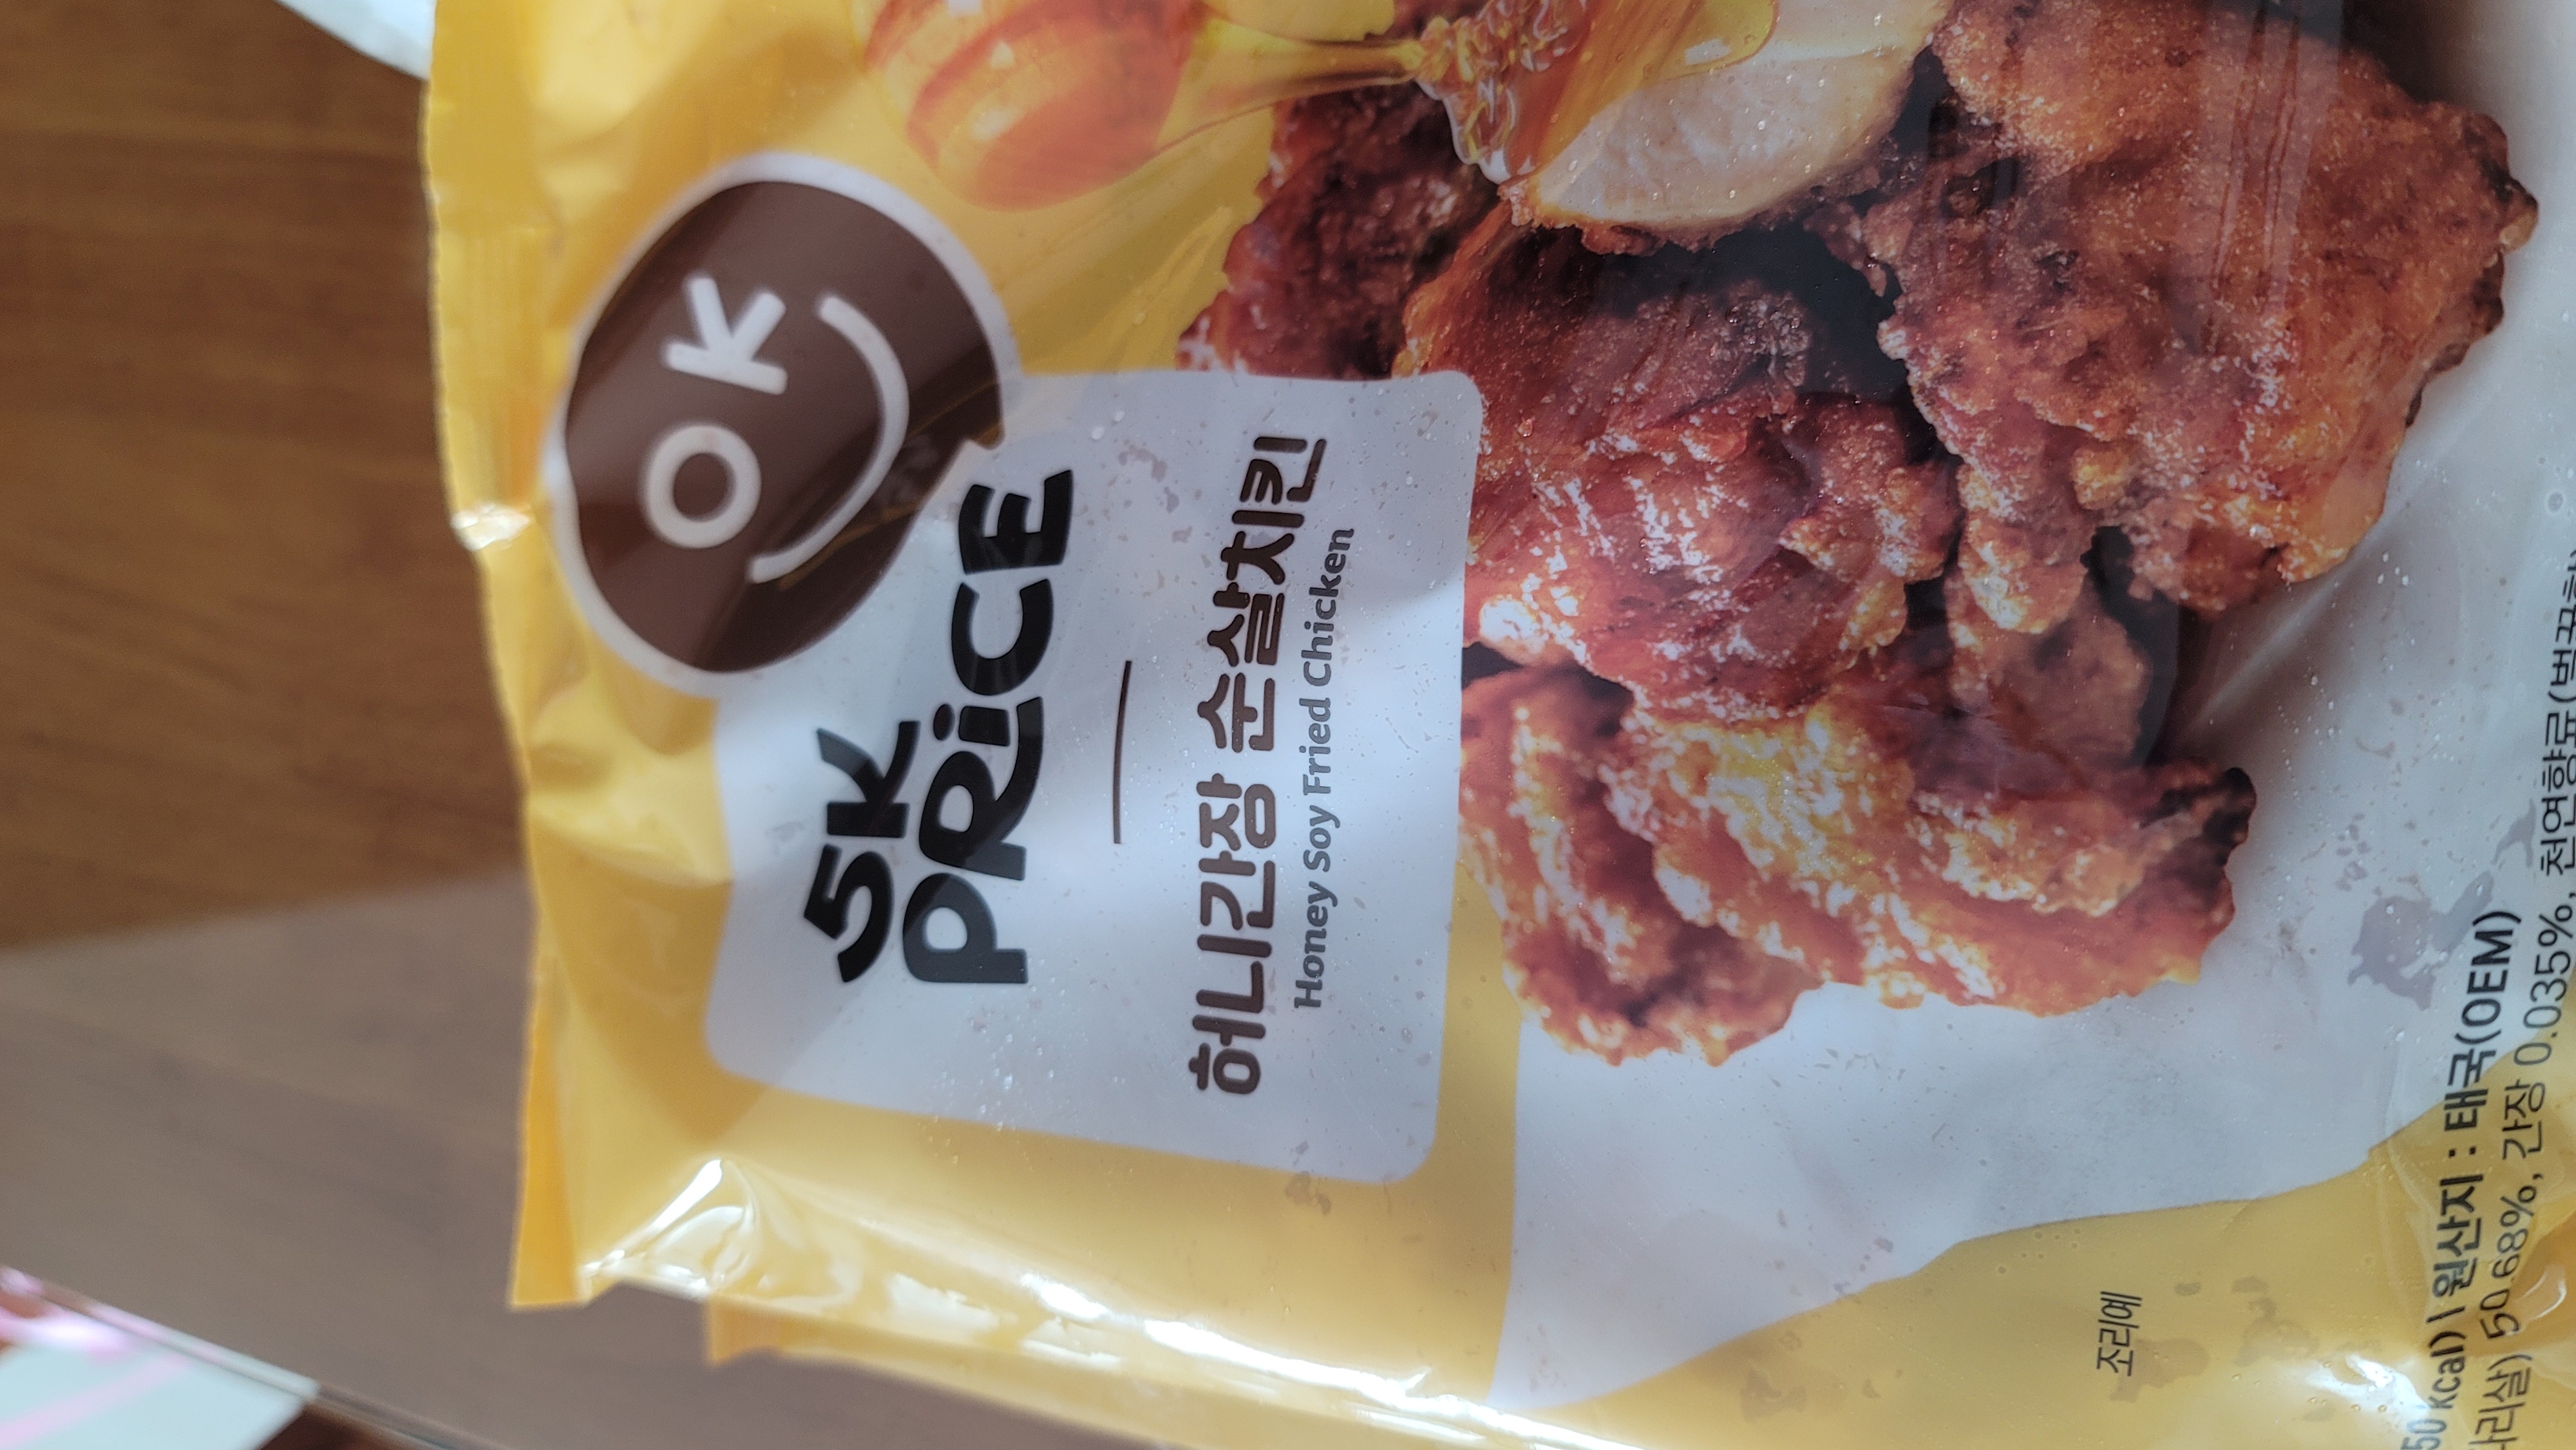 OK
5K
PRiCE
허니간장 순살치킨
Honey Soy Fried Chicken
조리예
kcal) | 원산지 : 태국(OEM)
50.68%, 간장 0.035%, 천연향료